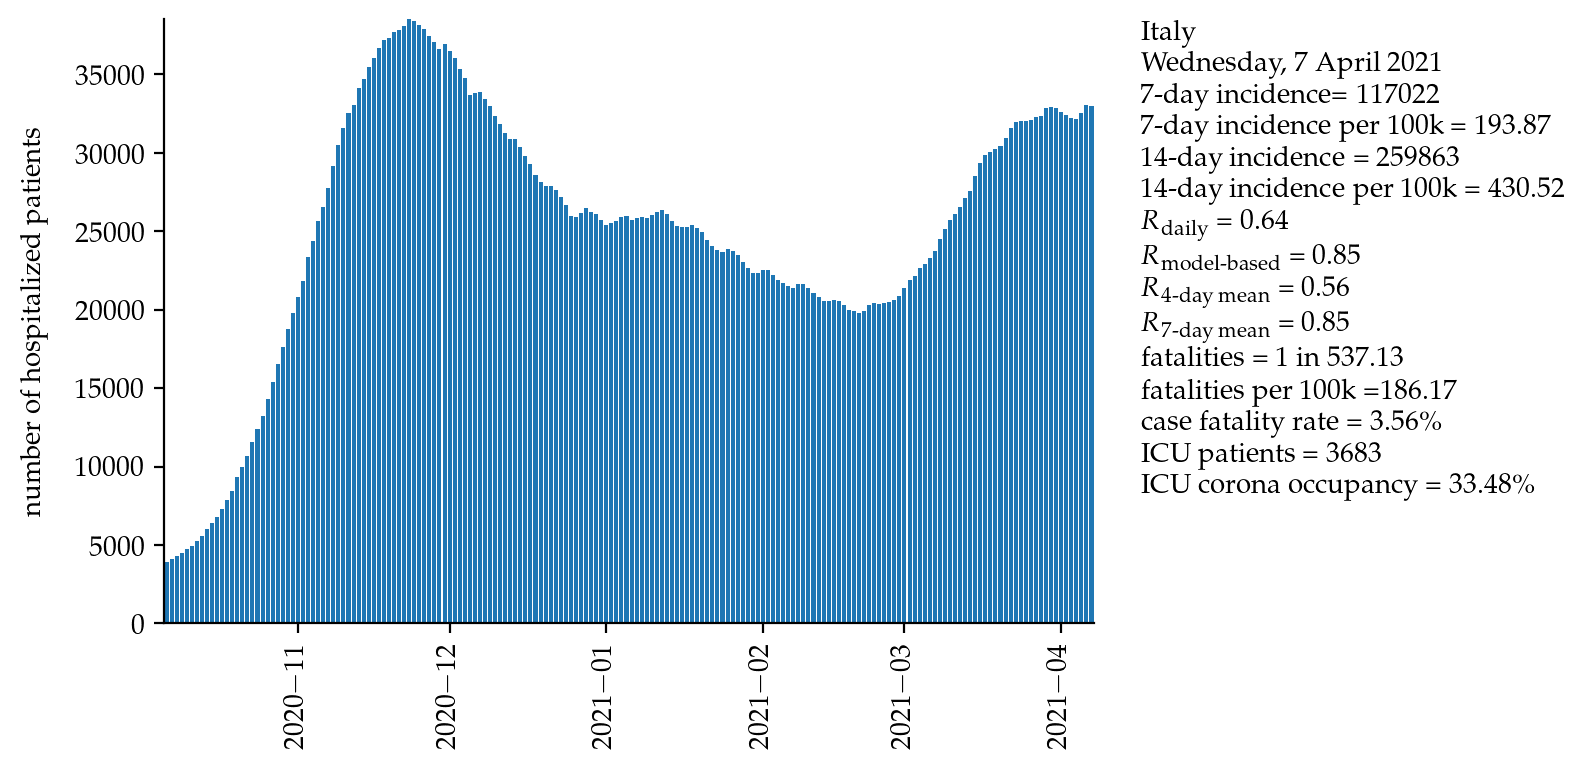 number of hospitalized patients
35000
30000
25000
20000
15000
10000
5000
0
2020−11
2020−12
2021−01
2021−02
2021−03
2021−04
Italy
Wednesday, 7 April 2021
7-day incidence= 117022
7-day incidence per 100k = 193.87
14-day incidence = 259863
14-day incidence per 100k = 430.52
R daily = 0.64
R model-based = 0.85
R 4-day mean = 0.56
R 7-day mean = 0.85
fatalities = 1 in 537.13
fatalities per 100k =186.17
case fatality rate = 3.56%
ICU patients = 3683
ICU corona occupancy = 33.48%